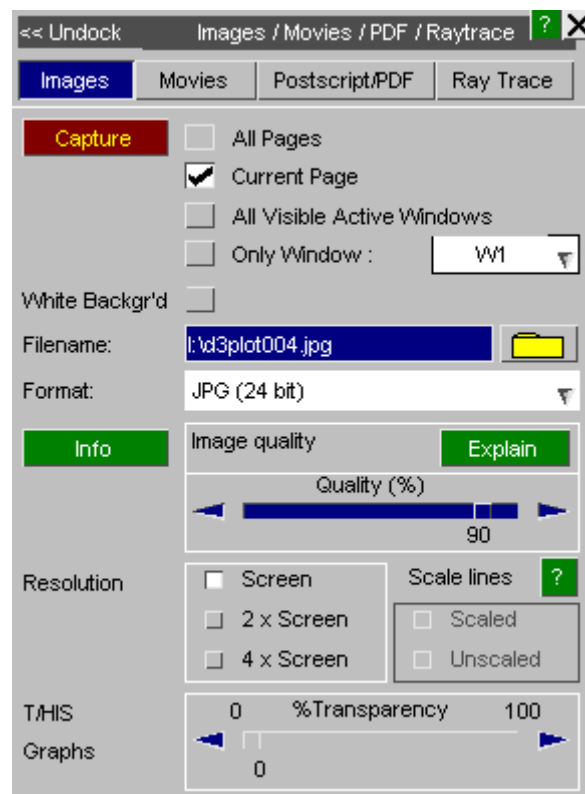 << Undock Images / Movies / PDF / Raytrace ? X
Images Movies Postscript/PDF Ray Trace
Capture All Pages
Current Page
All Visible Active Windows
Only Window : W1
White Backgr'd
Filename: I:\d3plot004.jpg
Format: JPG (24 bit)
Info Image quality Explain
Quality (%)
90
Resolution Screen Scale lines ?
2 x Screen Scaled
4 x Screen Unscaled
T/HIS 0 %Transparency 100
Graphs
0